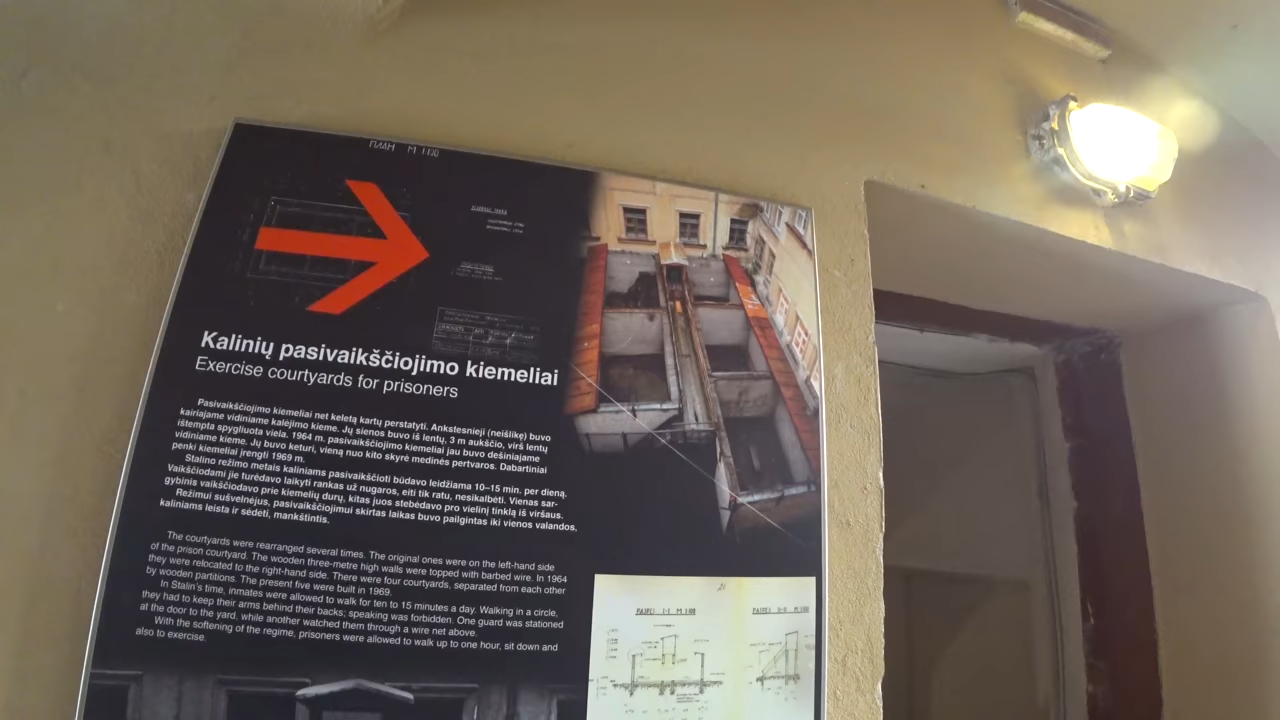 ПЛАН М 1:100
Kalinių pasivaikščiojimo kiemeliai
Exercise courtyards for prisoners
Pasivaikščiojimo kiemeliai net keletą kartų perstatyti. Ankstesnieji (neišlikę) buvo
kairiajame vidiniame kalėjimo kieme. Jų sienos buvo iš lentų, 3 m aukščio, virš lentų
ištempta spygliuota viela. 1964 m. pasivaikščiojimo kiemeliai jau buvo dešiniajame
vidiniame kieme. Jų buvo keturi, vieną nuo kito skyrė medinės pertvaros. Dabartiniai
penki kiemeliai įrengti 1969 m.
Stalino režimo metais kaliniams pasivaikščioti būdavo leidžiama 10–15 min. per dieną.
Vaikščiodami jie turėdavo laikyti rankas už nugaros, eiti tik ratu, nesikalbėti. Vienas sar-
gybinis vaikščiodavo prie kiemelių durų, kitas juos stebėdavo pro vielinį tinklą iš viršaus.
Režimui sušvelnėjus, pasivaikščiojimui skirtas laikas buvo pailgintas iki vienos valandos,
kaliniams leista ir sėdėti, mankštintis.
The courtyards were rearranged several times. The original ones were on the left-hand side
of the prison courtyard. The wooden three-metre high walls were topped with barbed wire. In 1964
they were relocated to the right-hand side. There were four courtyards, separated from each other
by wooden partitions. The present five were built in 1969.
In Stalin's time, inmates were allowed to walk for ten to 15 minutes a day. Walking in a circle,
they had to keep their arms behind their backs; speaking was forbidden. One guard was stationed
at the door to the yard, while another watched them through a wire net above.
With the softening of the regime, prisoners were allowed to walk up to one hour, sit down and
also to exercise.
РАЗРЕЗ I-I М 1:100